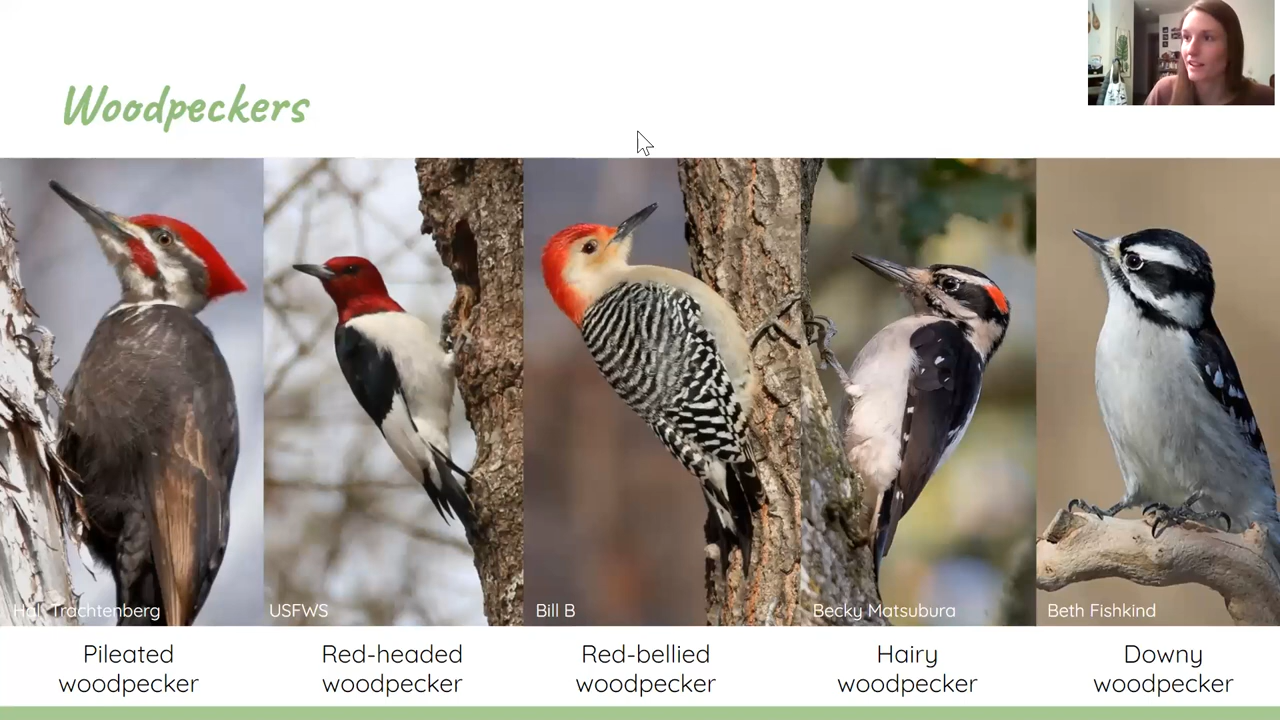 Woodpeckers
Hal Trachtenberg
USFWS
Bill B
Becky Matsubura
Beth Fishkind
Pileated
woodpecker
Red-headed
woodpecker
Red-bellied
woodpecker
Hairy
woodpecker
Downy
woodpecker